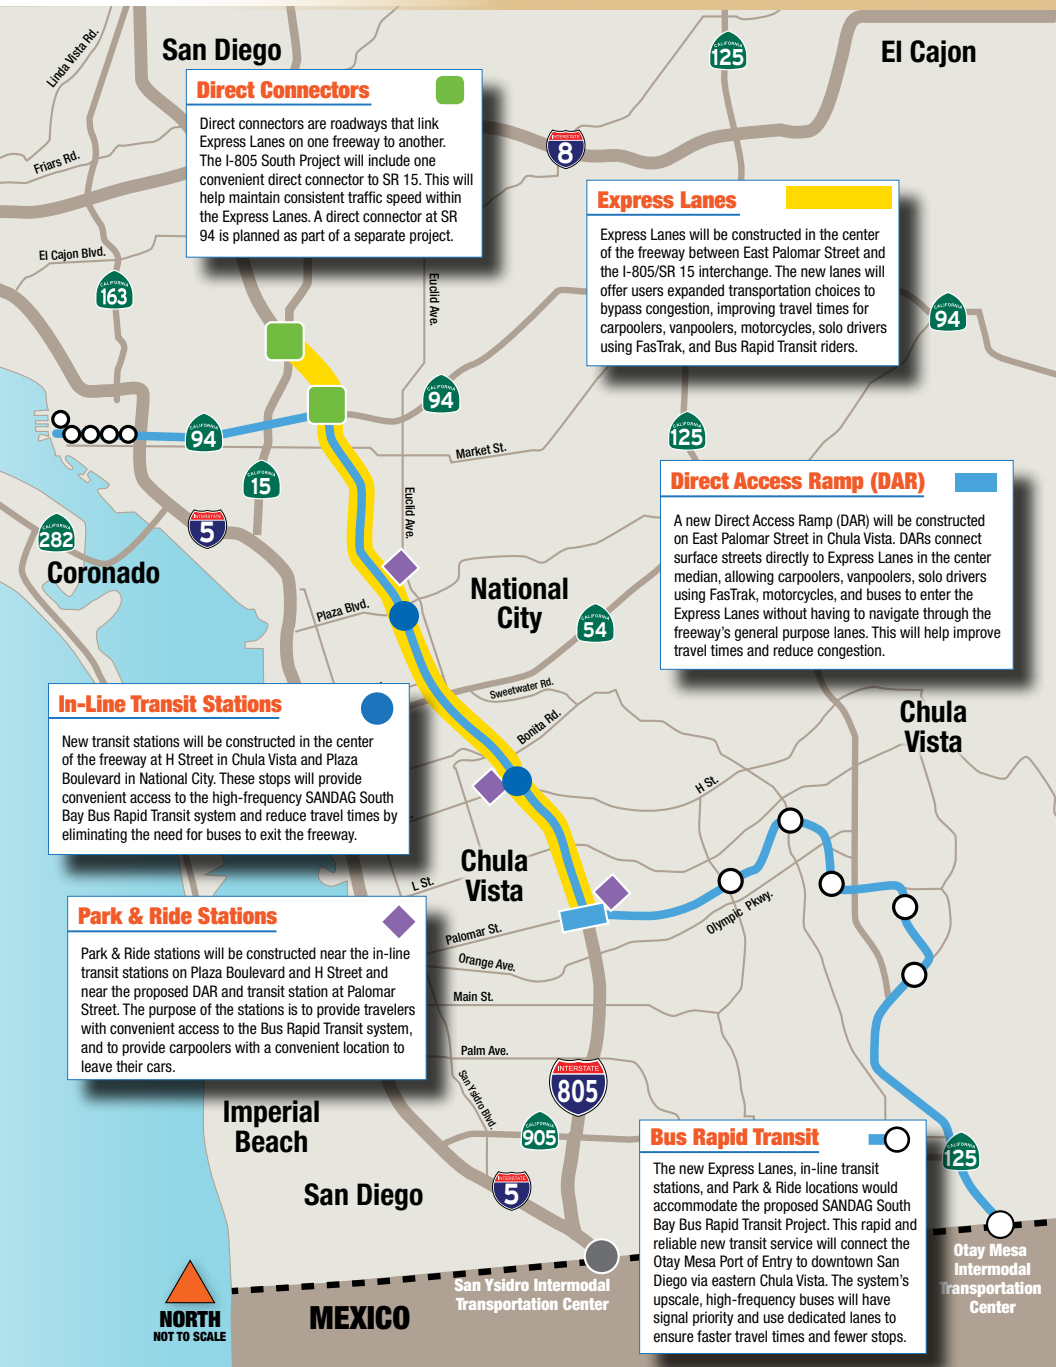 Linda Vista Rd.
San Diego
El Cajon
CALIFORNIA
125
Direct Connectors
Direct connectors are roadways that link
Express Lanes on one freeway to another.
The I-805 South Project will include one
convenient direct connector to SR 15. This will
help maintain consistent traffic speed within
the Express Lanes. A direct connector at SR
94 is planned as part of a separate project.
INTERSTATE
8
Friars Rd.
Express Lanes
Express Lanes will be constructed in the center
of the freeway between East Palomar Street and
the I-805/SR 15 interchange. The new lanes will
offer users expanded transportation choices to
bypass congestion, improving travel times for
carpoolers, vanpoolers, motorcycles, solo drivers
using FasTrak, and Bus Rapid Transit riders.
El Cajon Blvd.
CALIFORNIA
163
Euclid Ave.
CALIFORNIA
94
CALIFORNIA
94
CALIFORNIA
94
CALIFORNIA
125
Market St.
CALIFORNIA
15
Euclid Ave.
INTERSTATE
5
CALIFORNIA
282
Coronado
Direct Access Ramp (DAR)
A new Direct Access Ramp (DAR) will be constructed
on East Palomar Street in Chula Vista. DARs connect
surface streets directly to Express Lanes in the center
median, allowing carpoolers, vanpoolers, solo drivers
using FasTrak, motorcycles, and buses to enter the
Express Lanes without having to navigate through the
freeway's general purpose lanes. This will help improve
travel times and reduce congestion.
National
City
Plaza Blvd.
CALIFORNIA
54
Sweetwater Rd.
Bonita Rd.
In-Line Transit Stations
New transit stations will be constructed in the center
of the freeway at H Street in Chula Vista and Plaza
Boulevard in National City. These stops will provide
convenient access to the high-frequency SANDAG South
Bay Bus Rapid Transit system and reduce travel times by
eliminating the need for buses to exit the freeway.
Chula
Vista
H St.
Chula
Vista
L St.
Olympic Pkwy.
Park & Ride Stations
Park & Ride stations will be constructed near the in-line
transit stations on Plaza Boulevard and H Street and
near the proposed DAR and transit station at Palomar
Street. The purpose of the stations is to provide travelers
with convenient access to the Bus Rapid Transit system,
and to provide carpoolers with a convenient location to
leave their cars.
Palomar St.
Orange Ave.
Main St.
Palm Ave.
San Ysidro Blvd.
INTERSTATE
805
CALIFORNIA
905
Imperial
Beach
San Diego
INTERSTATE
5
Bus Rapid Transit
The new Express Lanes, in-line transit
stations, and Park & Ride locations would
accommodate the proposed SANDAG South
Bay Bus Rapid Transit Project. This rapid and
reliable new transit service will connect the
Otay Mesa Port of Entry to downtown San
Diego via eastern Chula Vista. The system's
upscale, high-frequency buses will have
signal priority and use dedicated lanes to
ensure faster travel times and fewer stops.
CALIFORNIA
125
Otay Mesa
Intermodal
Transportation
Center
San Ysidro Intermodal
Transportation Center
MEXICO
NORTH
NOT TO SCALE